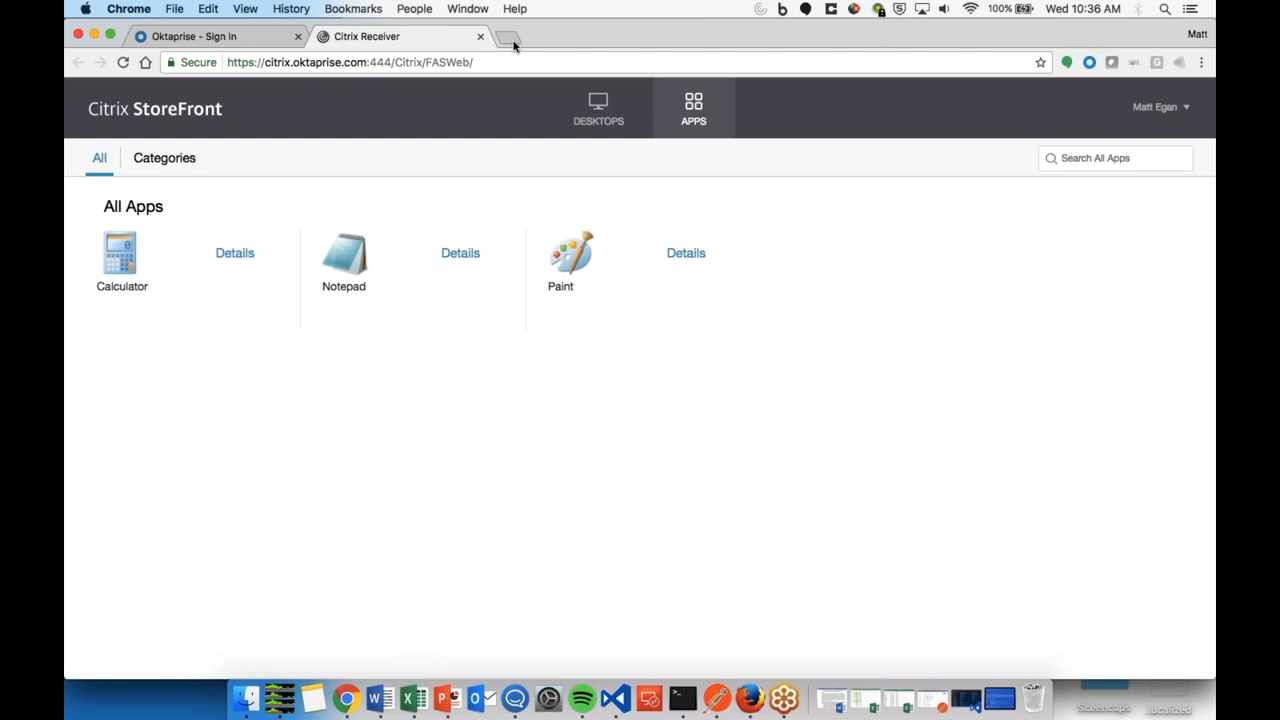 Chrome File Edit View History Bookmarks People Window Help 100% Wed 10:36 AM
Oktaprise - Sign In Citrix Receiver Matt
Secure https://citrix.oktaprise.com:444/Citrix/FASWeb/
Citrix StoreFront DESKTOPS APPS Matt Egan
All Categories Search All Apps
All Apps
Details Details Details
Calculator Notepad Paint
Screencaps localized